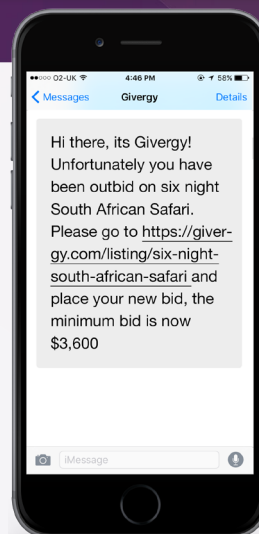 ●●○○○ O2-UK 4:46 PM 58%
Messages Givergy Details
Hi there, its Givergy!
Unfortunately you have
been outbid on six night
South African Safari.
Please go to https://giver-
gy.com/listing/six-night-
south-african-safari and
place your new bid, the
minimum bid is now
$3,600
iMessage